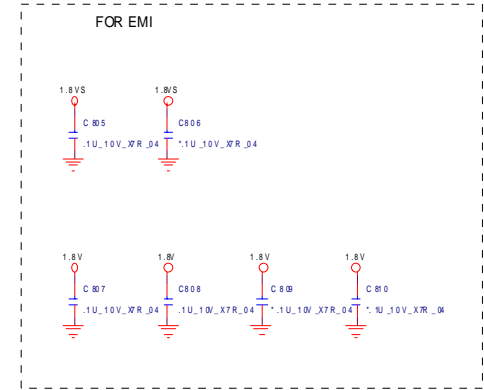 FOR EMI
1.8VS 1.8VS
C805 C806
.1U_10V_X7R_04 *.1U_10V_X7R_04
1.8V 1.8V 1.8V 1.8V
C807 C808 C809 C810
.1U_10V_X7R_04 .1U_10V_X7R_04 *.1U_10V_X7R_04 *.1U_10V_X7R_04